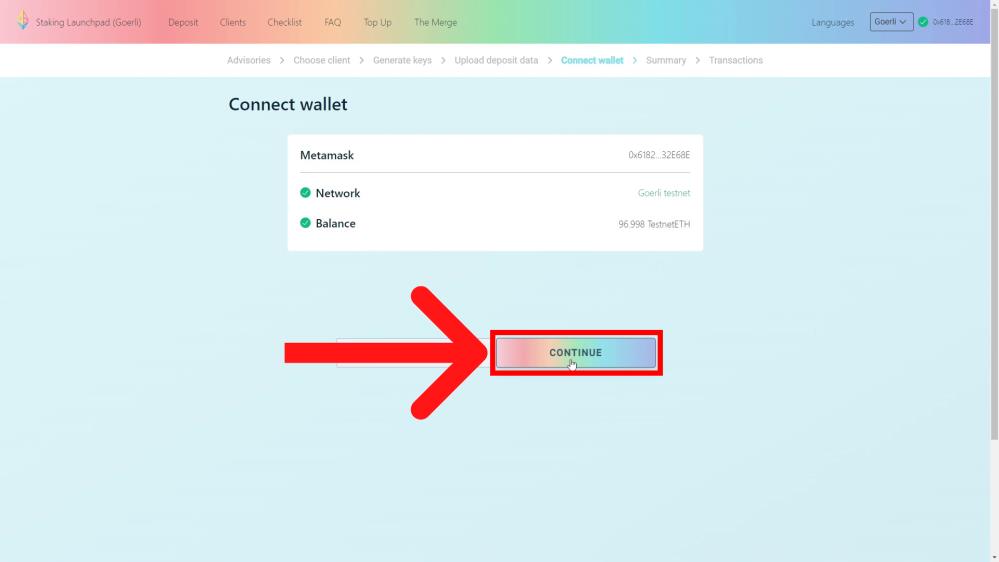 Staking Launchpad (Goerli) Deposit Clients Checklist FAQ Top Up The Merge Languages Goerli 0x618...2E68E
Advisories > Choose client > Generate keys > Upload deposit data > Connect wallet > Summary > Transactions
Connect wallet
Metamask 0x6182...32E68E
Network Goerli testnet
Balance 96.998 TestnetETH
CONTINUE